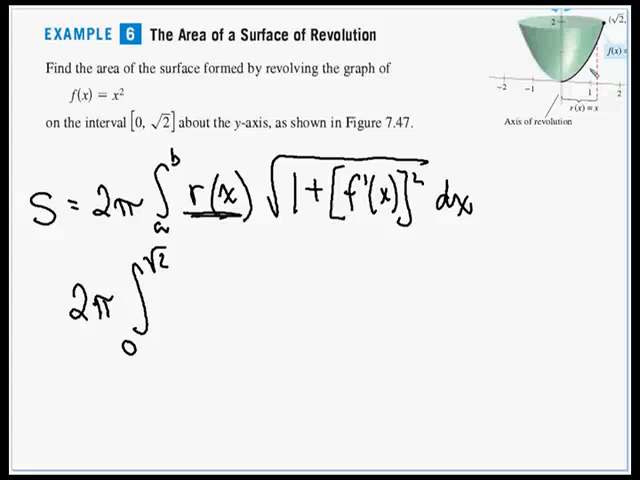 EXAMPLE 6 The Area of a Surface of Revolution
Find the area of the surface formed by revolving the graph of
f(x) = x²
on the interval [0, √2] about the y-axis, as shown in Figure 7.47.
2
(√2,
f(x) =
−2 −1 1 2
r(x) = x
Axis of revolution
S = 2π ∫ₐᵇ r(x) √(1 + [f'(x)]²) dx
2π ∫₀^√2